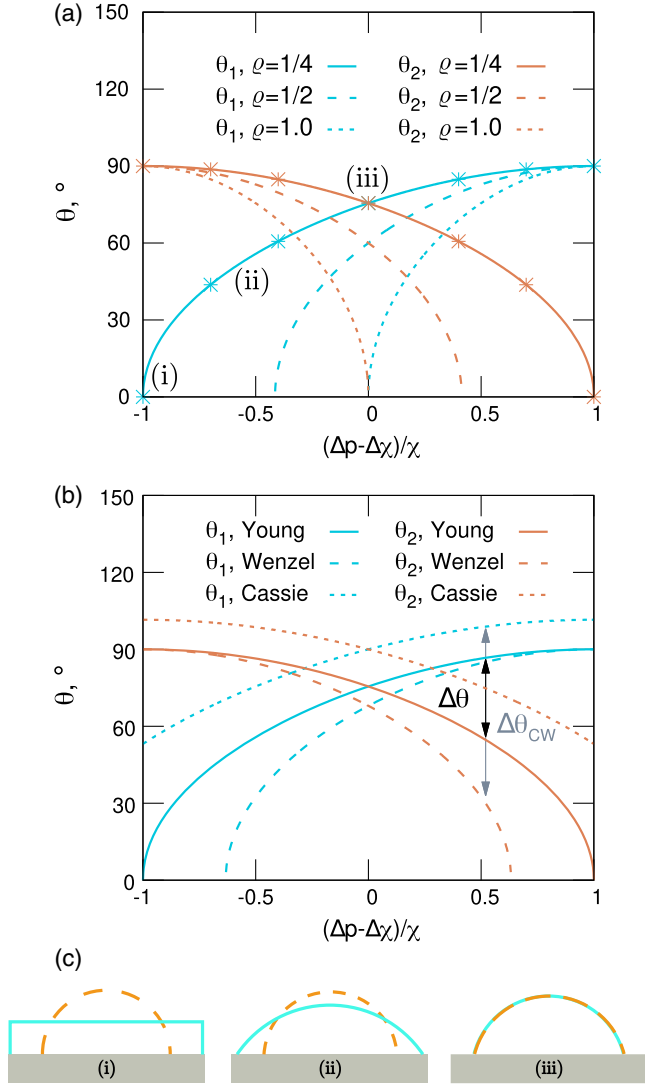 (a)
150
120
90
60
30
0
θ, °
θ1, ϱ=1/4
θ2, ϱ=1/4
θ1, ϱ=1/2
θ2, ϱ=1/2
θ1, ϱ=1.0
θ2, ϱ=1.0
(iii)
(ii)
(i)
-1 -0.5 0 0.5 1
(Δp-Δχ)/χ
(b)
150
120
90
60
30
0
θ, °
θ1, Young
θ2, Young
θ1, Wenzel
θ2, Wenzel
θ1, Cassie
θ2, Cassie
Δθ
ΔθCW
-1 -0.5 0 0.5 1
(Δp-Δχ)/χ
(c)
(i)
(ii)
(iii)